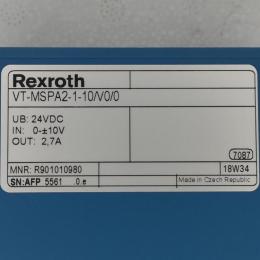 Rexroth
VT-MSPA2-1-10/V0/0
UB: 24VDC
IN: 0-±10V
OUT: 2,7A
7087
MNR: R901010980 18W34
SN:AFP 5561 .0.e Made in Czech Republic